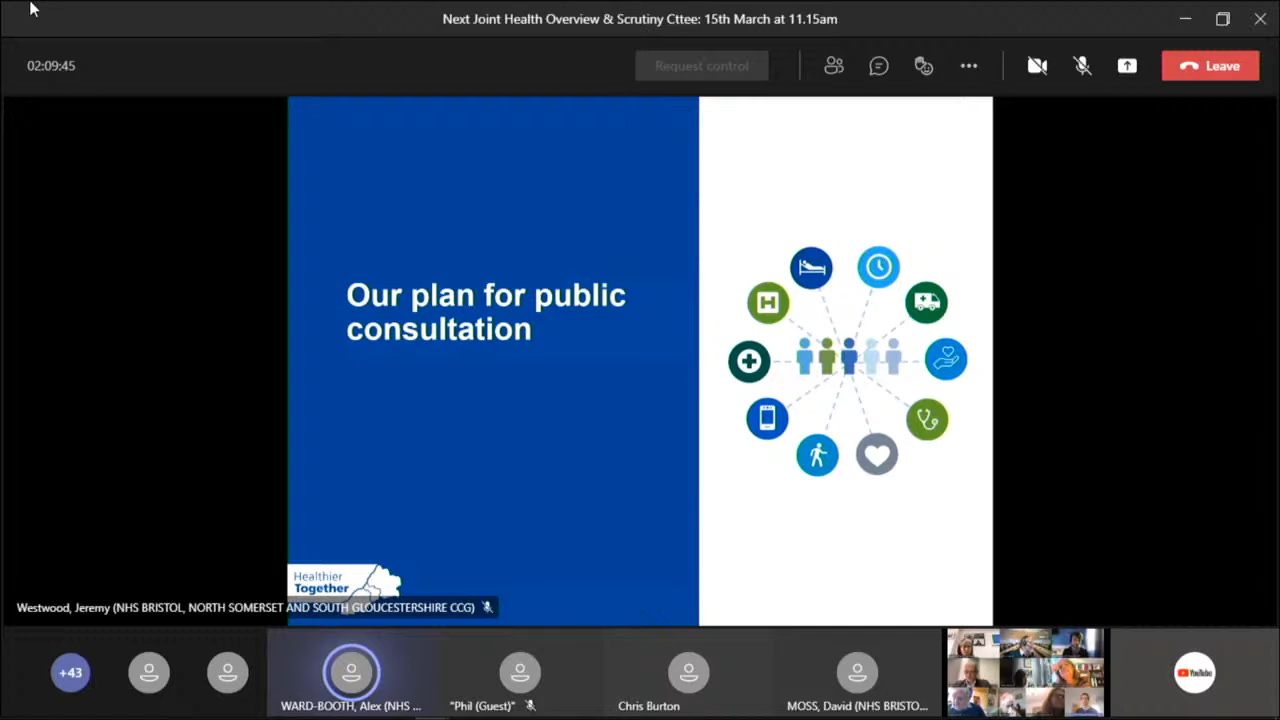 Next Joint Health Overview & Scrutiny Cttee: 15th March at 11.15am
02:09:45
Request control
Leave
Our plan for public
consultation
H
Healthier
Together
Westwood, Jeremy (NHS BRISTOL, NORTH SOMERSET AND SOUTH GLOUCESTERSHIRE CCG)
+43
WARD-BOOTH, Alex (NHS ...
"Phil (Guest)"
Chris Burton
MOSS, David (NHS BRISTO...
YouTube